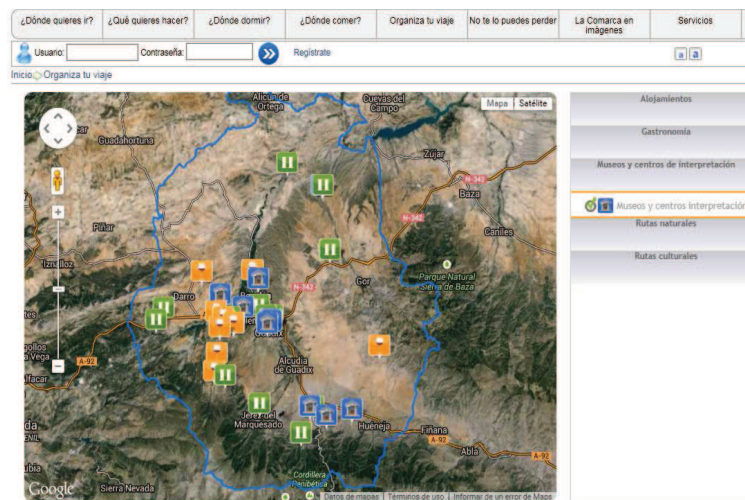 ¿Dónde quieres ir? ¿Qué quieres hacer? ¿Dónde dormir? ¿Dónde comer? Organiza tu viaje No te lo puedes perder La Comarca en imágenes Servicios
Usuario: Contraseña: Regístrate a a
Inicio Organiza tu viaje
Alicún de Ortega
Cuevas del Campo
Mapa Satélite
Alojamientos
Guadahortuna
Gastronomía
Zújar
Museos y centros de interpretación
N-342
Baza
Museos y centros interpretación
Piñar
N-342
Caniles
Rutas naturales
Iznalloz
Rutas culturales
Parque Natural Sierra de Baza
Gor
N-342
Darro
Guadix
A-92
Alcudia de Guadix
Jerez del Marquesado
Huéneja
Fiñana
A-92
Abla
A-92
Cordillera Penibética
Google
Sierra Nevada
Datos de mapas Términos de uso Informar de un error de Maps